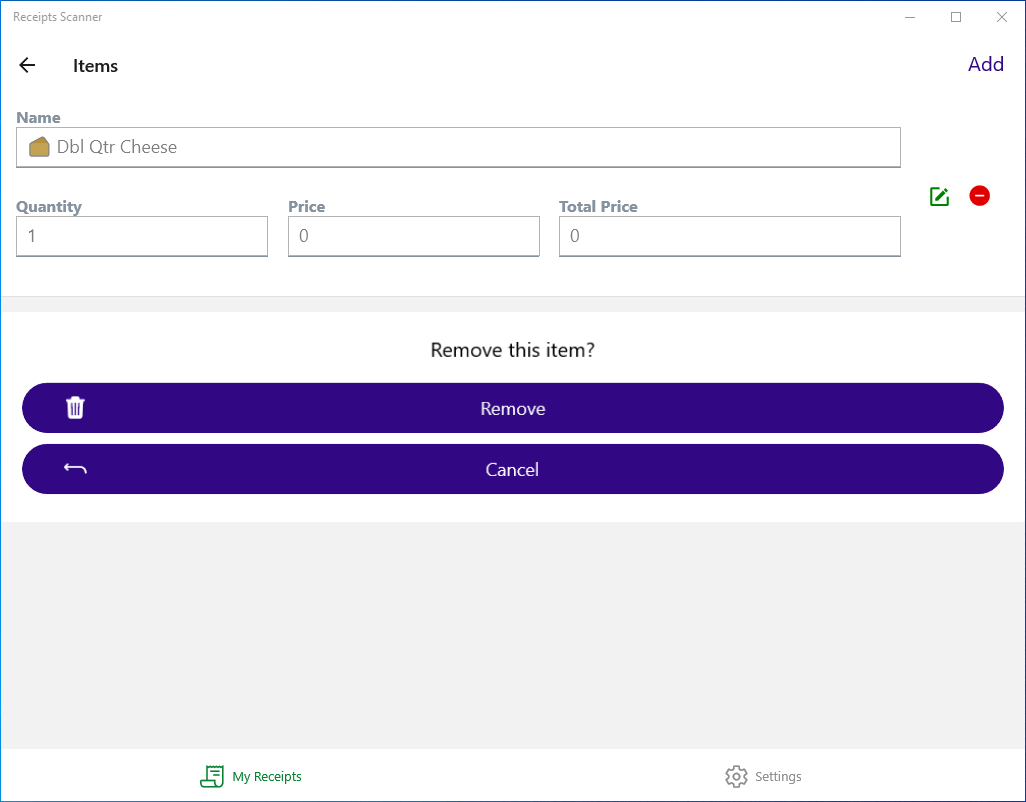 Receipts Scanner
Items
Add
Name
Dbl Qtr Cheese
Quantity Price Total Price
1 0 0
Remove this item?
Remove
Cancel
My Receipts Settings